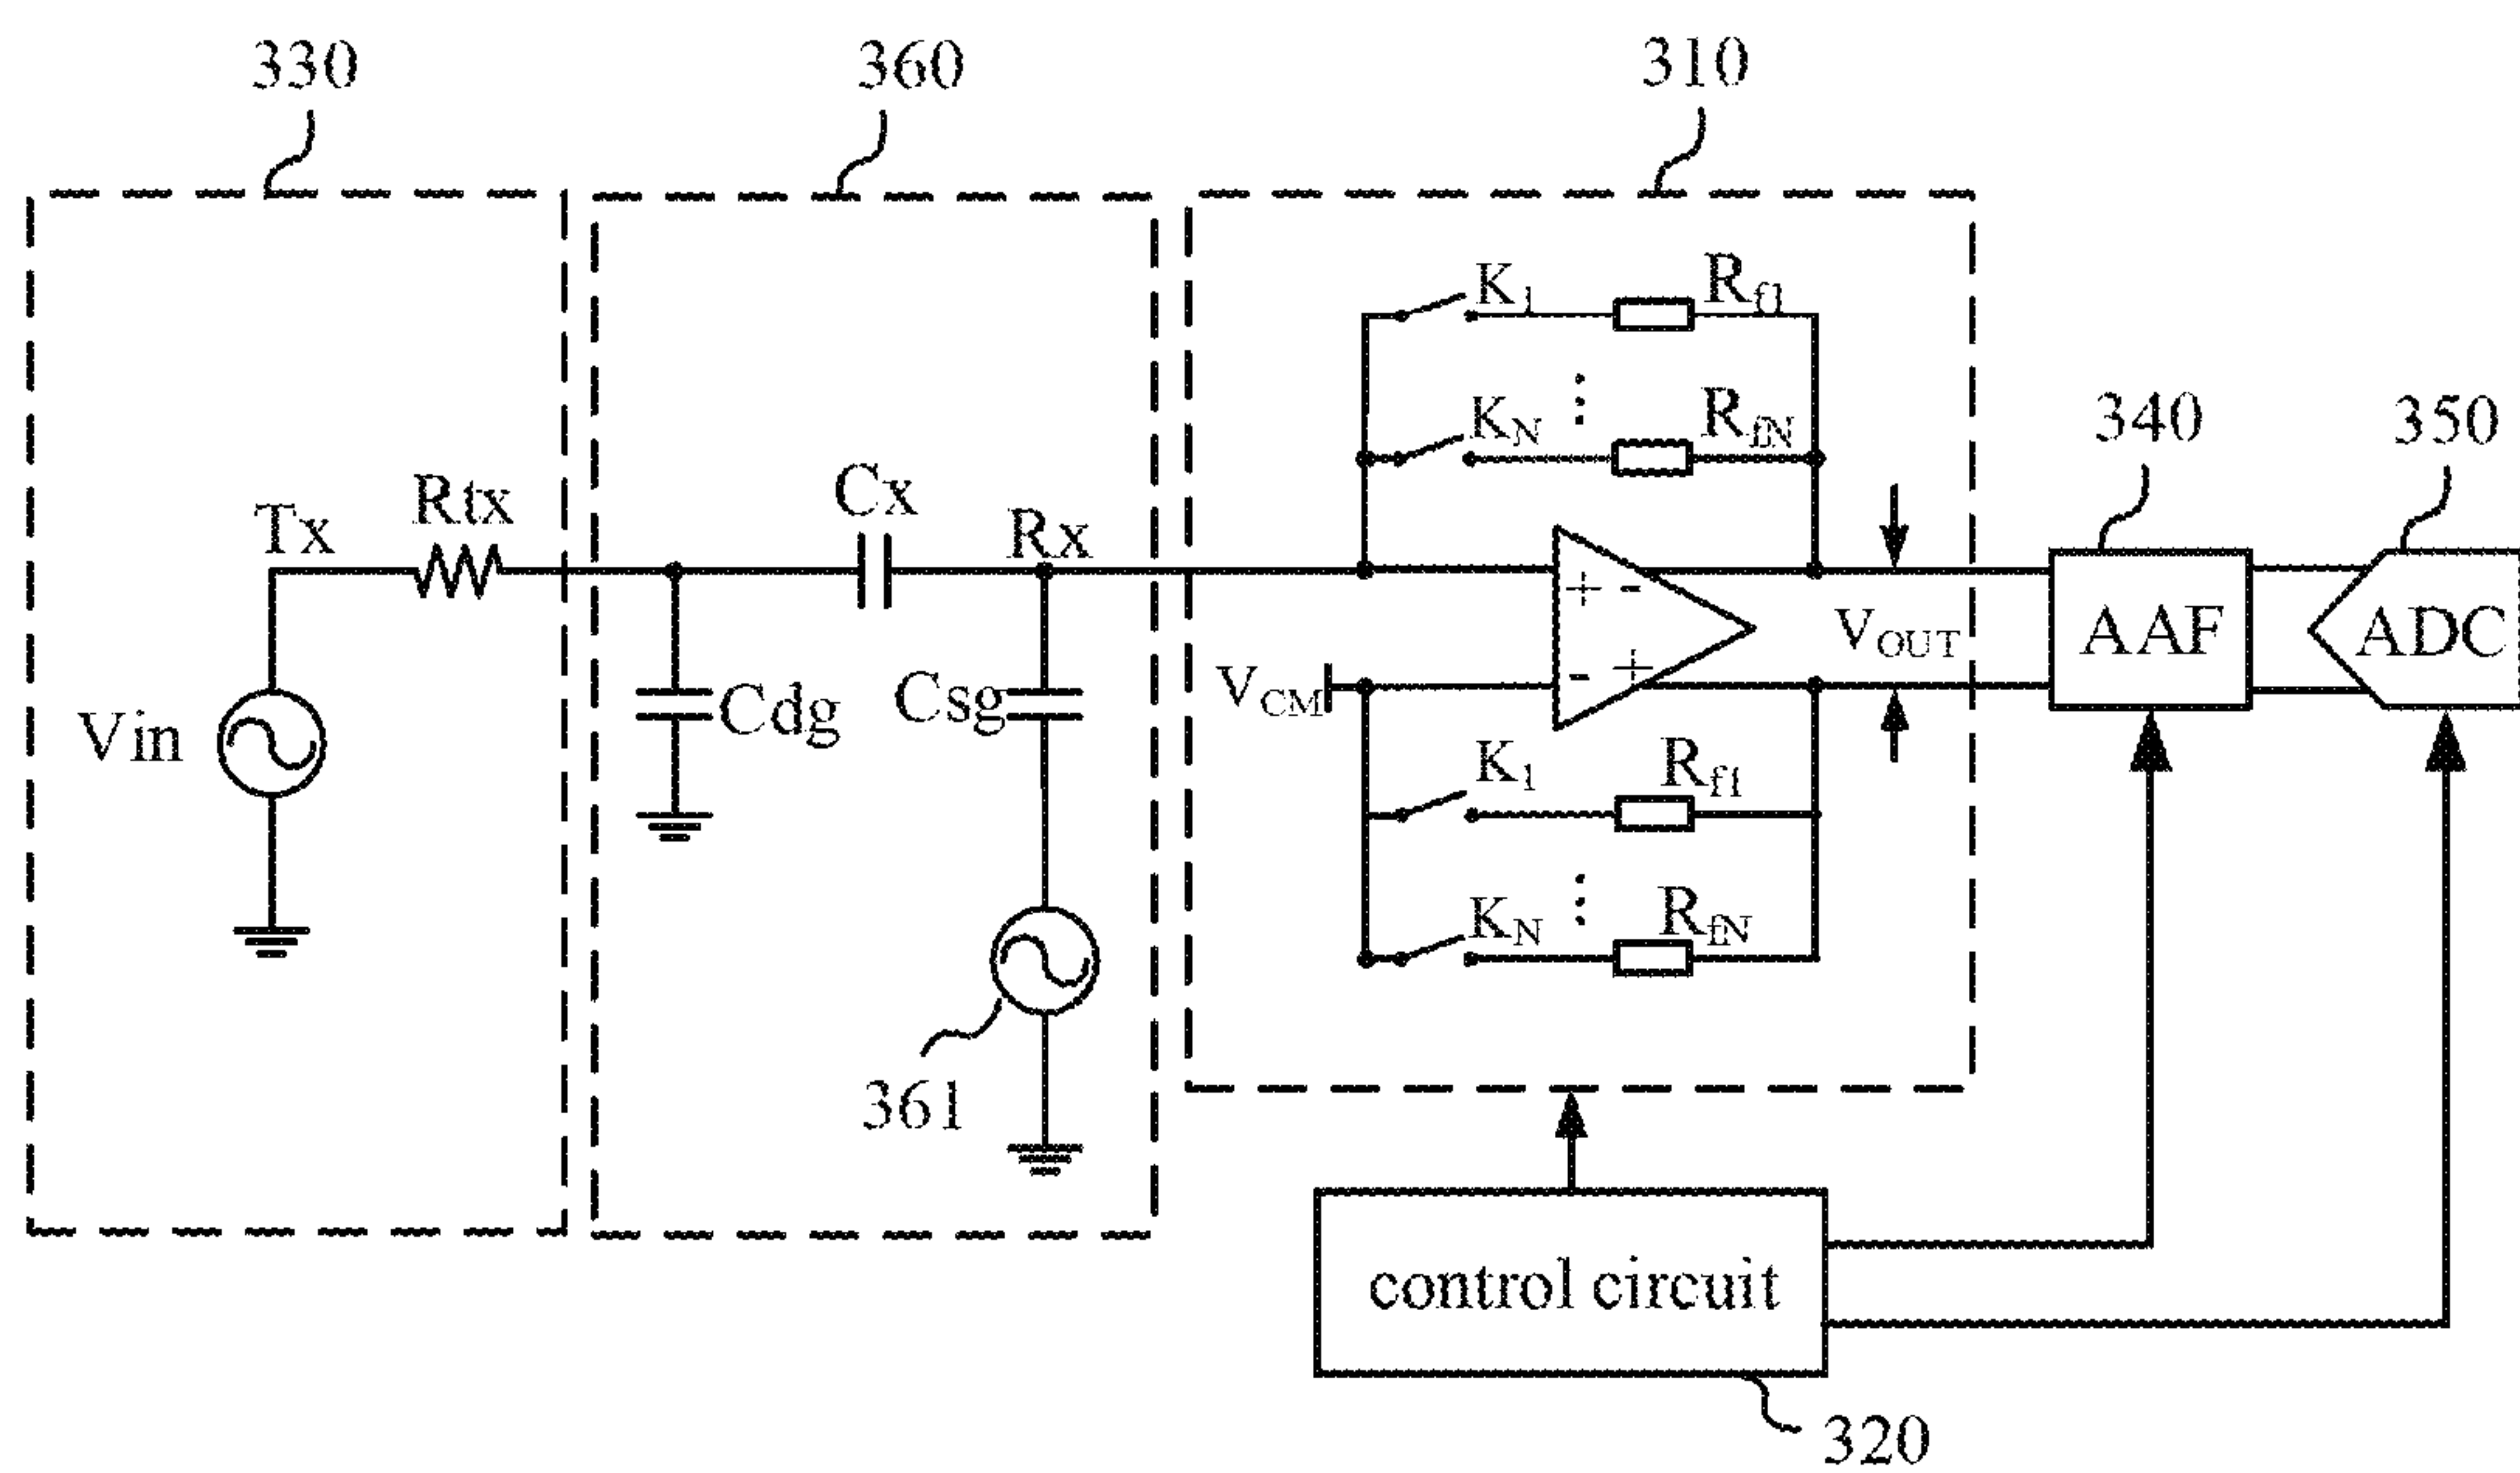 330
360
310
K1
Rf1
KN
RfN
340
350
Tx
Rtx
Cx
Rx
+ -
AAF
ADC
VOUT
- +
VCM
Vin
Cdg
Csg
K1
Rf1
KN
RfN
361
control circuit
320